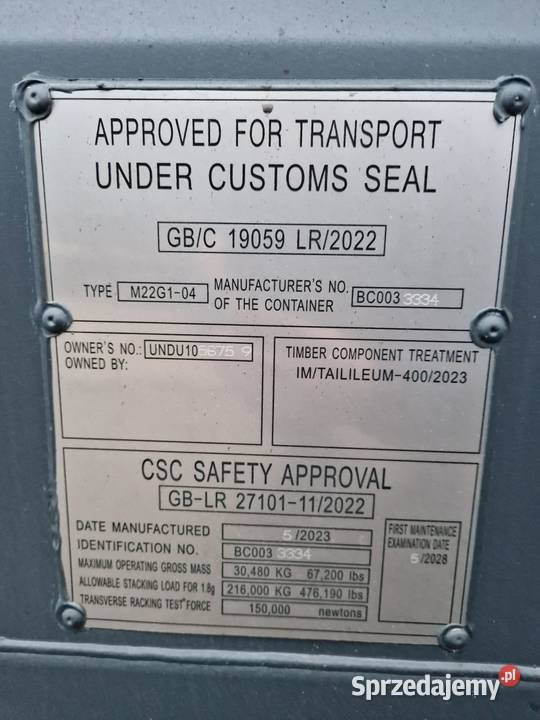 APPROVED FOR TRANSPORT
UNDER CUSTOMS SEAL
GB/C 19059 LR/2022
TYPE M22G1-04
MANUFACTURER'S NO.
OF THE CONTAINER BC003 3334
OWNER'S NO.: UNDU10 5675 9
OWNED BY:
TIMBER COMPONENT TREATMENT
IM/TAILILEUM-400/2023
CSC SAFETY APPROVAL
GB-LR 27101-11/2022
DATE MANUFACTURED 5/2023
IDENTIFICATION NO. BC003 3334
MAXIMUM OPERATING GROSS MASS 30,480 KG 67,200 lbs
ALLOWABLE STACKING LOAD FOR 1.8g 216,000 KG 476,190 lbs
TRANSVERSE RACKING TEST FORCE 150,000 newtons
FIRST MAINTENANCE
EXAMINATION DATE
5/2028
Sprzedajemy.pl